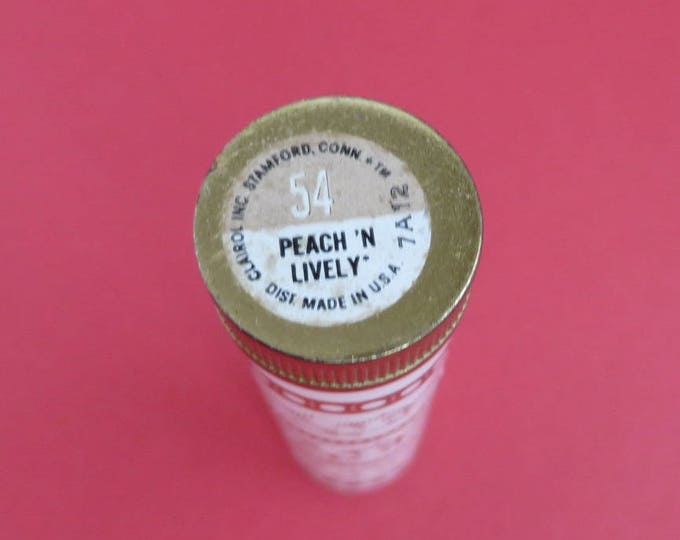 CLAIROL INC. STAMFORD, CONN. *TM
54
PEACH 'N
LIVELY*
DIST. MADE IN U.S.A.
7A12